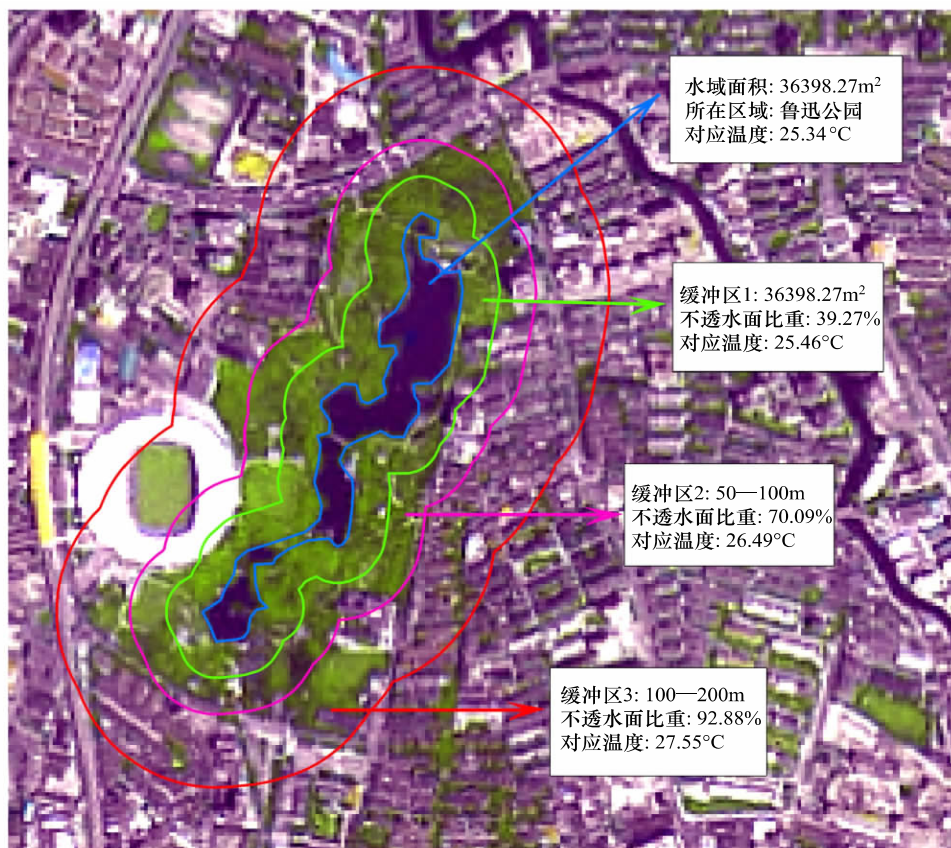 水域面积: 36398.27m²
所在区域: 鲁迅公园
对应温度: 25.34°C
缓冲区1: 36398.27m²
不透水面比重: 39.27%
对应温度: 25.46°C
缓冲区2: 50—100m
不透水面比重: 70.09%
对应温度: 26.49°C
缓冲区3: 100—200m
不透水面比重: 92.88%
对应温度: 27.55°C